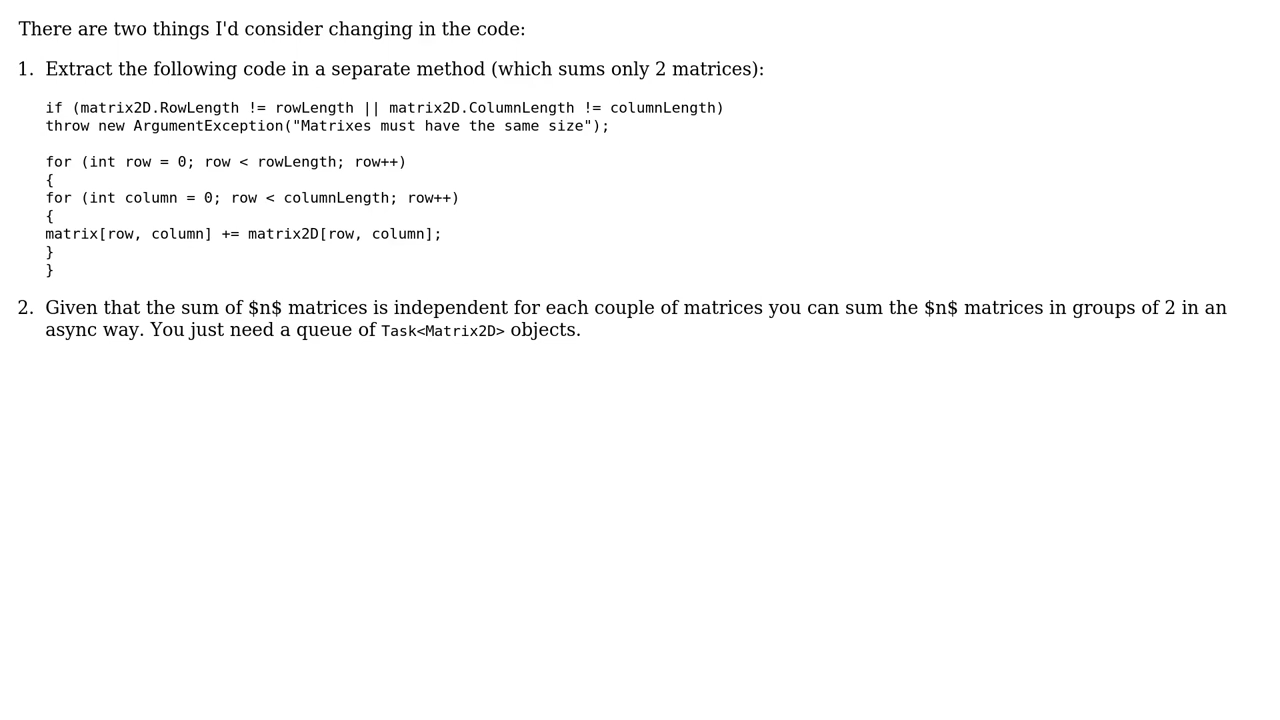 There are two things I'd consider changing in the code:
1. Extract the following code in a separate method (which sums only 2 matrices):
if (matrix2D.RowLength != rowLength || matrix2D.ColumnLength != columnLength)
throw new ArgumentException("Matrixes must have the same size");
for (int row = 0; row < rowLength; row++)
{
for (int column = 0; row < columnLength; row++)
{
matrix[row, column] += matrix2D[row, column];
}
}
2. Given that the sum of $n$ matrices is independent for each couple of matrices you can sum the $n$ matrices in groups of 2 in an
async way. You just need a queue of Task<Matrix2D> objects.